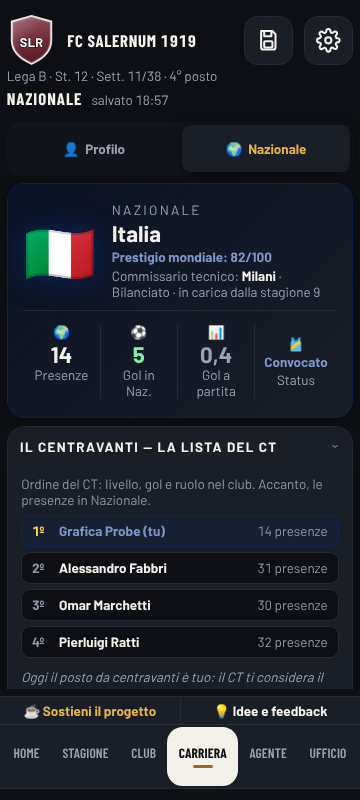 SLR
FC SALERNUM 1919
Lega B · St. 12 · Sett. 11/38 · 4° posto
NAZIONALE salvato 18:57
Profilo
Nazionale
NAZIONALE
Italia
Prestigio mondiale: 82/100
Commissario tecnico: Milani ·
Bilanciato · in carica dalla stagione 9
14
Presenze
5
Gol in
Naz.
0,4
Gol a
partita
Convocato
Status
IL CENTRAVANTI — LA LISTA DEL CT
Ordine del CT: livello, gol e ruolo nel club. Accanto, le
presenze in Nazionale.
1º Grafica Probe (tu) 14 presenze
2º Alessandro Fabbri 31 presenze
3º Omar Marchetti 30 presenze
4º Pierluigi Ratti 32 presenze
Oggi il posto da centravanti è tuo: il CT ti considera il
Sostieni il progetto
Idee e feedback
HOME STAGIONE CLUB CARRIERA AGENTE UFFICIO